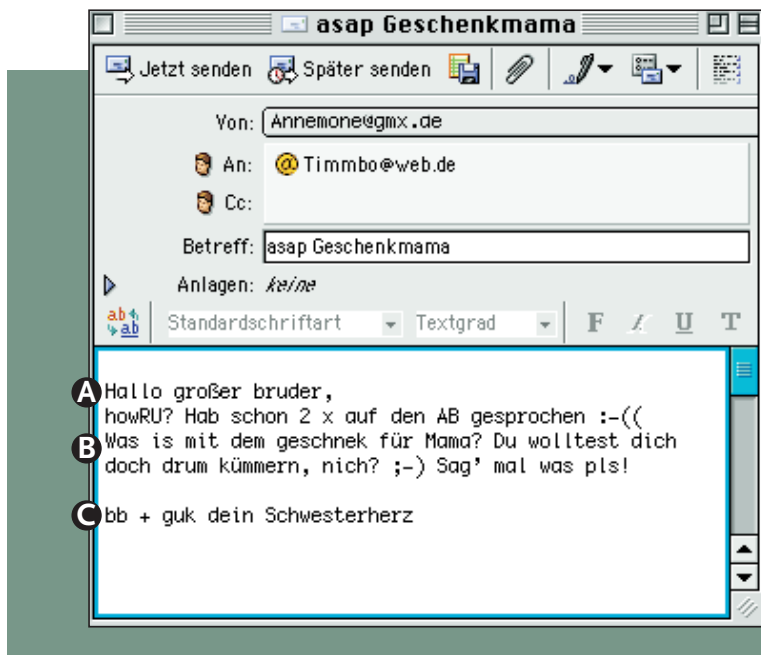 asap Geschenkmama
Jetzt senden Später senden
Von: Annemone@gmx.de
An: @Timmbo@web.de
Cc:
Betreff: asap Geschenkmama
Anlagen: keine
ab ab Standardschriftart Textgrad F K U T
A Hallo großer bruder,
howRU? Hab schon 2 x auf den AB gesprochen :-((
B Was is mit dem geschnek für Mama? Du wolltest dich
doch drum kümmern, nich? ;-) Sag' mal was pls!
C bb + guk dein Schwesterherz